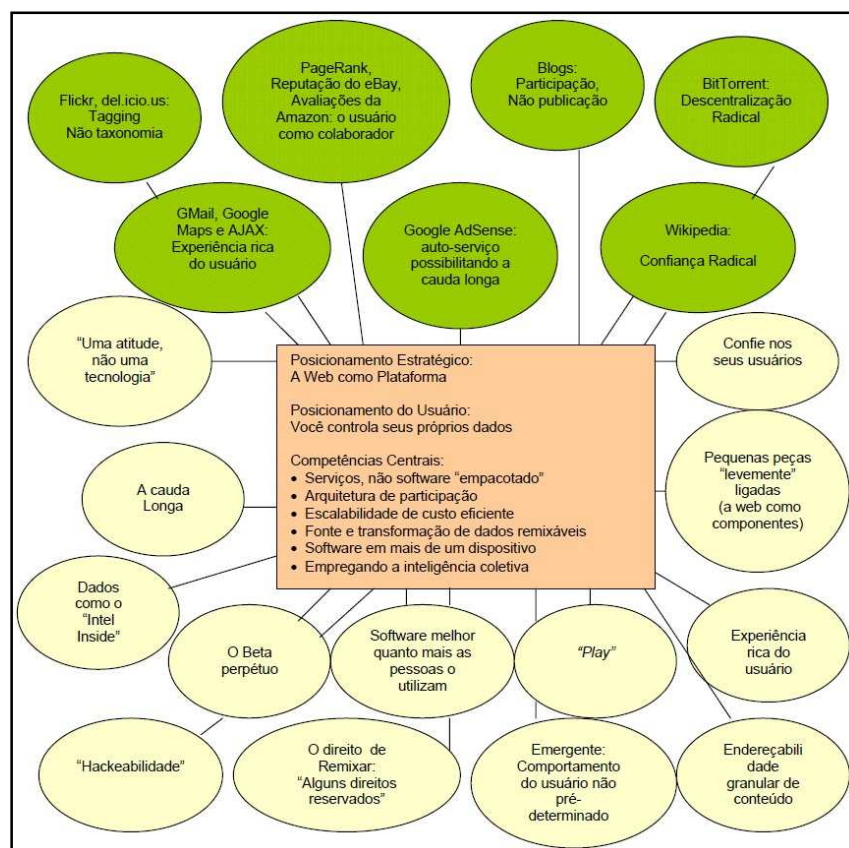 Flickr, del.icio.us:
Tagging
Não taxonomia
PageRank,
Reputação do eBay,
Avaliações da
Amazon: o usuário
como colaborador
Blogs:
Participação,
Não publicação
BitTorrent:
Descentralização
Radical
GMail, Google
Maps e AJAX:
Experiência rica
do usuário
Google AdSense:
auto-serviço
possibilitando a
cauda longa
Wikipedia:
Confiança Radical
“Uma atitude,
não uma
tecnologia”
Posicionamento Estratégico:
A Web como Plataforma
Posicionamento do Usuário:
Você controla seus próprios dados
Competências Centrais:
• Serviços, não software “empacotado”
• Arquitetura de participação
• Escalabilidade de custo eficiente
• Fonte e transformação de dados remixáveis
• Software em mais de um dispositivo
• Empregando a inteligência coletiva
Confie nos
seus usuários
A cauda
Longa
Pequenas peças
“levemente”
ligadas
(a web como
componentes)
Dados
como o
“Intel
Inside”
O Beta
perpétuo
Software melhor
quanto mais as
pessoas o
utilizam
“Play”
Experiência
rica do
usuário
“Hackeabilidade”
O direito de
Remixar:
“Alguns direitos
reservados”
Emergente:
Comportamento
do usuário não
pré-
determinado
Endereçabili
dade
granular de
conteúdo